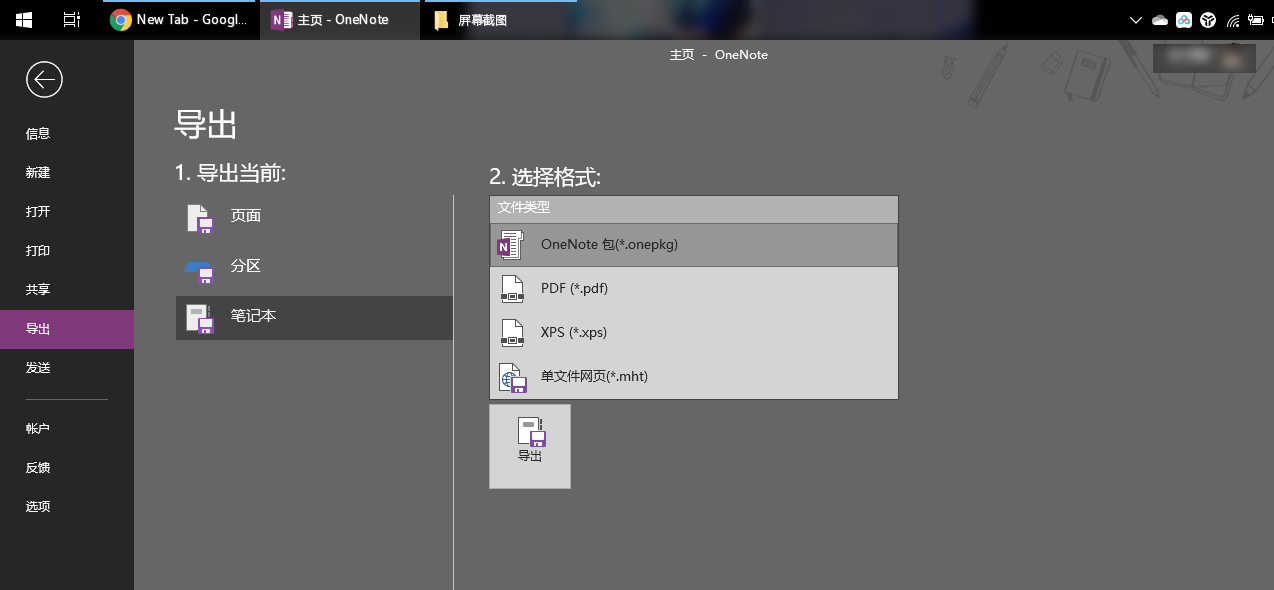 New Tab - Googl...
主页 - OneNote
屏幕截图
主页 - OneNote
信息
新建
打开
打印
共享
导出
发送
帐户
反馈
选项
导出
1. 导出当前:
页面
分区
笔记本
2. 选择格式:
文件类型
OneNote 包(*.onepkg)
PDF (*.pdf)
XPS (*.xps)
单文件网页(*.mht)
导出